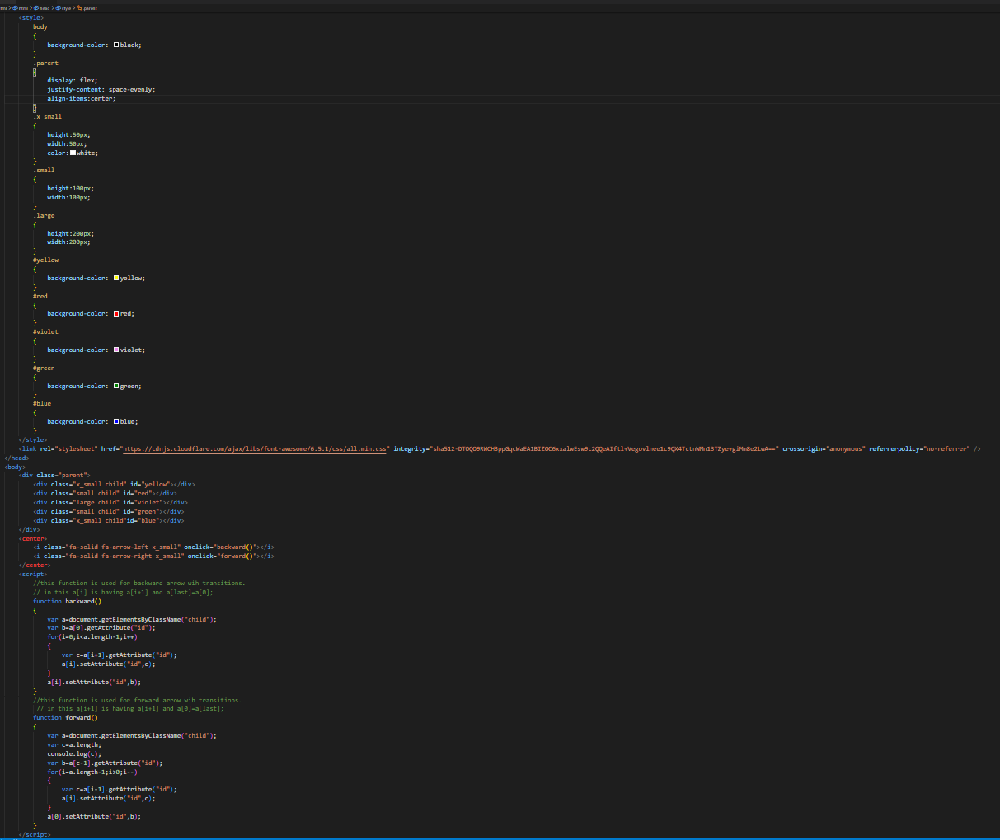 html > head > style > parent
<style>
body
{
background-color: black;
}
.parent
{
display: flex;
justify-content: space-evenly;
align-items:center;
}
.x_small
{
height:50px;
width:50px;
color: white;
}
.small
{
height:100px;
width:100px;
}
.large
{
height:200px;
width:200px;
}
#yellow
{
background-color: yellow;
}
#red
{
background-color: red;
}
#violet
{
background-color: violet;
}
#green
{
background-color: green;
}
#blue
{
background-color: blue;
}
</style>
<link rel="stylesheet" href="https://cdnjs.cloudflare.com/ajax/libs/font-awesome/6.5.1/css/all.min.css" integrity= crossorigin="anonymous" referrerpolicy="no-referrer" />
</head>
<body>
<div class="parent">
<div class="x_small child" id="yellow"></div>
<div class="small child" id="red"></div>
<div class="large child" id="violet"></div>
<div class="small child" id="green"></div>
<div class="x_small child"id="blue"></div>
</div>
<center>
<i class="fa-solid fa-arrow-left x_small" onclick="backward()"></i>
<i class="fa-solid fa-arrow-right x_small" onclick="forward()"></i>
</center>
<script>
//this function is used for backward arrow wih transitions.
// in this a[i] is having a[i+1] and a[last]=a[0];
function backward()
{
var a=document.getElementsByClassName("child");
var b=a[0].getAttribute("id");
for(i=0;i<a.length-1;i++)
{
var c=a[i+1].getAttribute("id");
a[i].setAttribute("id",c);
}
a[i].setAttribute("id",b);
}
//this function is used for forward arrow wih transitions.
// in this a[i+1] is having a[i+1] and a[0]=a[last];
function forward()
{
var a=document.getElementsByClassName("child");
var c=a.length;
console.log(c);
var b=a[c-1].getAttribute("id");
for(i=a.length-1;i>0;i--)
{
var c=a[i-1].getAttribute("id");
a[i].setAttribute("id",c);
}
a[0].setAttribute("id",b);
}
</script>